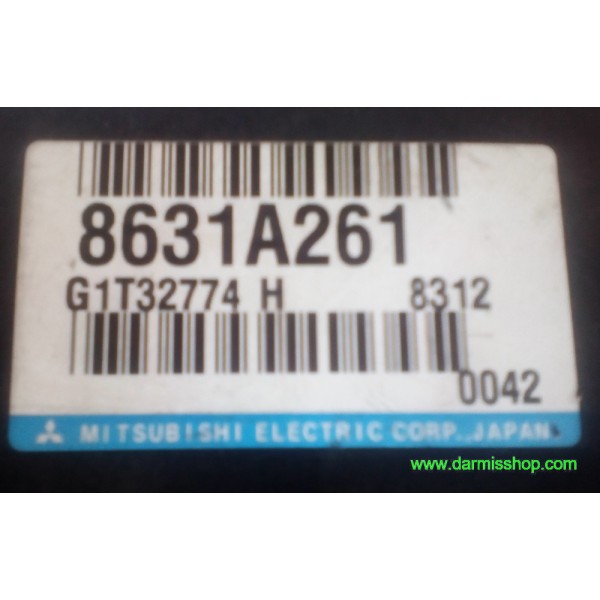 8631A261
G1T32774 H 8312
0042
MITSUBISHI ELECTRIC CORP., JAPAN
www.darmisshop.com